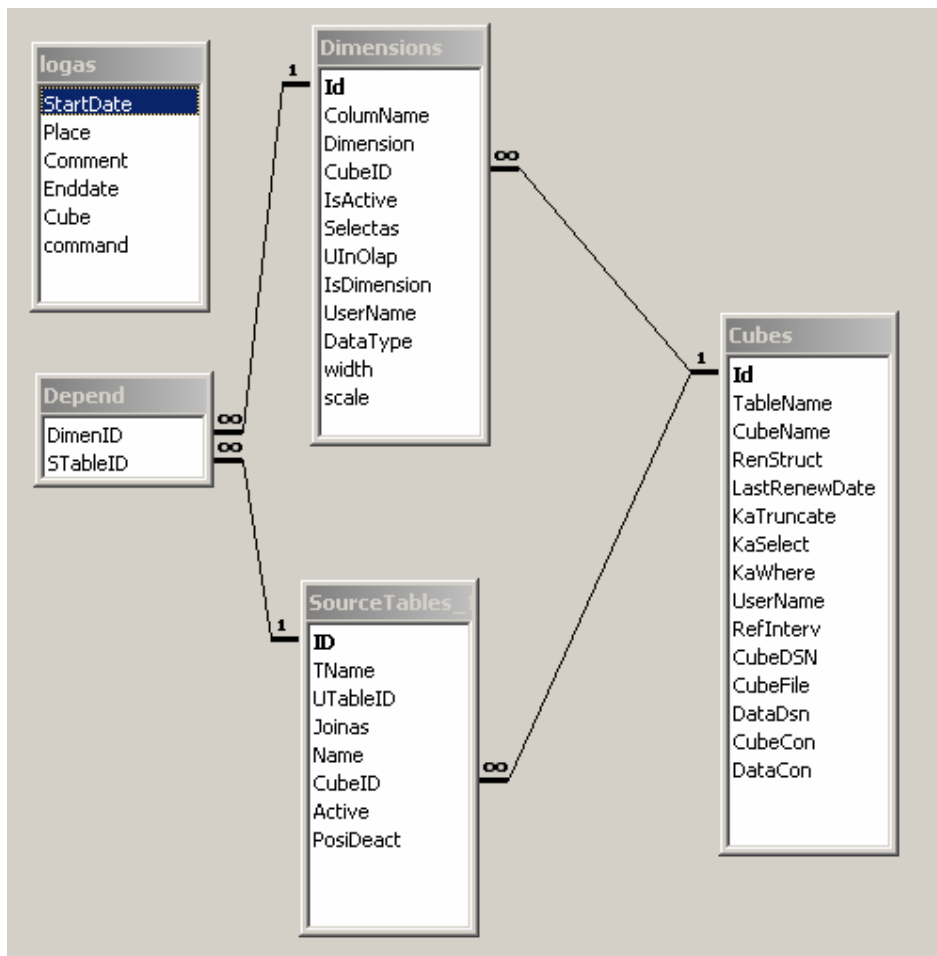 logas
StartDate
Place
Comment
Enddate
Cube
command
Dimensions
Id
ColumName
Dimension
CubeID
IsActive
Selectas
UInOlap
IsDimension
UserName
DataType
width
scale
1
∞
Depend
DimenID
STableID
∞
∞
SourceTables_1
ID
TName
UTableID
Joinas
Name
CubeID
Active
PosiDeact
1
∞
Cubes
Id
TableName
CubeName
RenStruct
LastRenewDate
KaTruncate
KaSelect
KaWhere
UserName
RefInterv
CubeDSN
CubeFile
DataDsn
CubeCon
DataCon
1